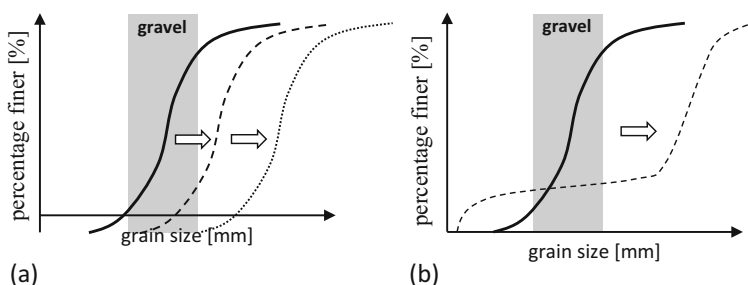 percentage finer [%]
gravel
grain size [mm]
(a)
percentage finer [%]
gravel
grain size [mm]
(b)